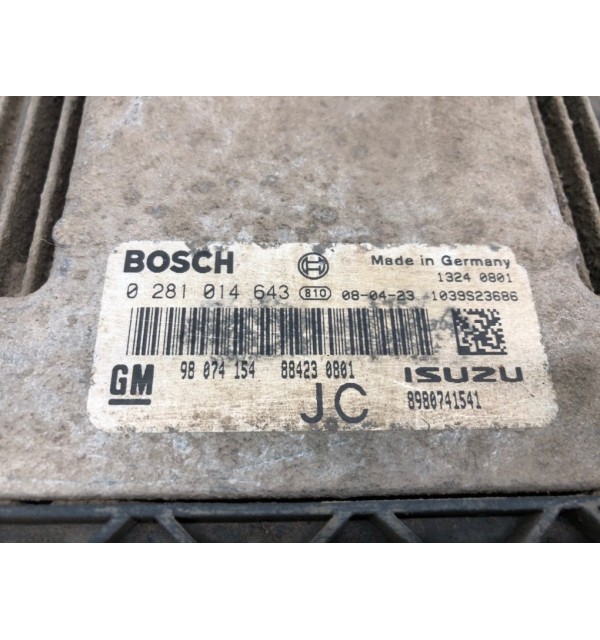 BOSCH Made in Germany
1324 0801
0 281 014 643 810 08-04-23 1039S23686
GM 98 074 154 88423 0801 ISUZU
JC 8980741541